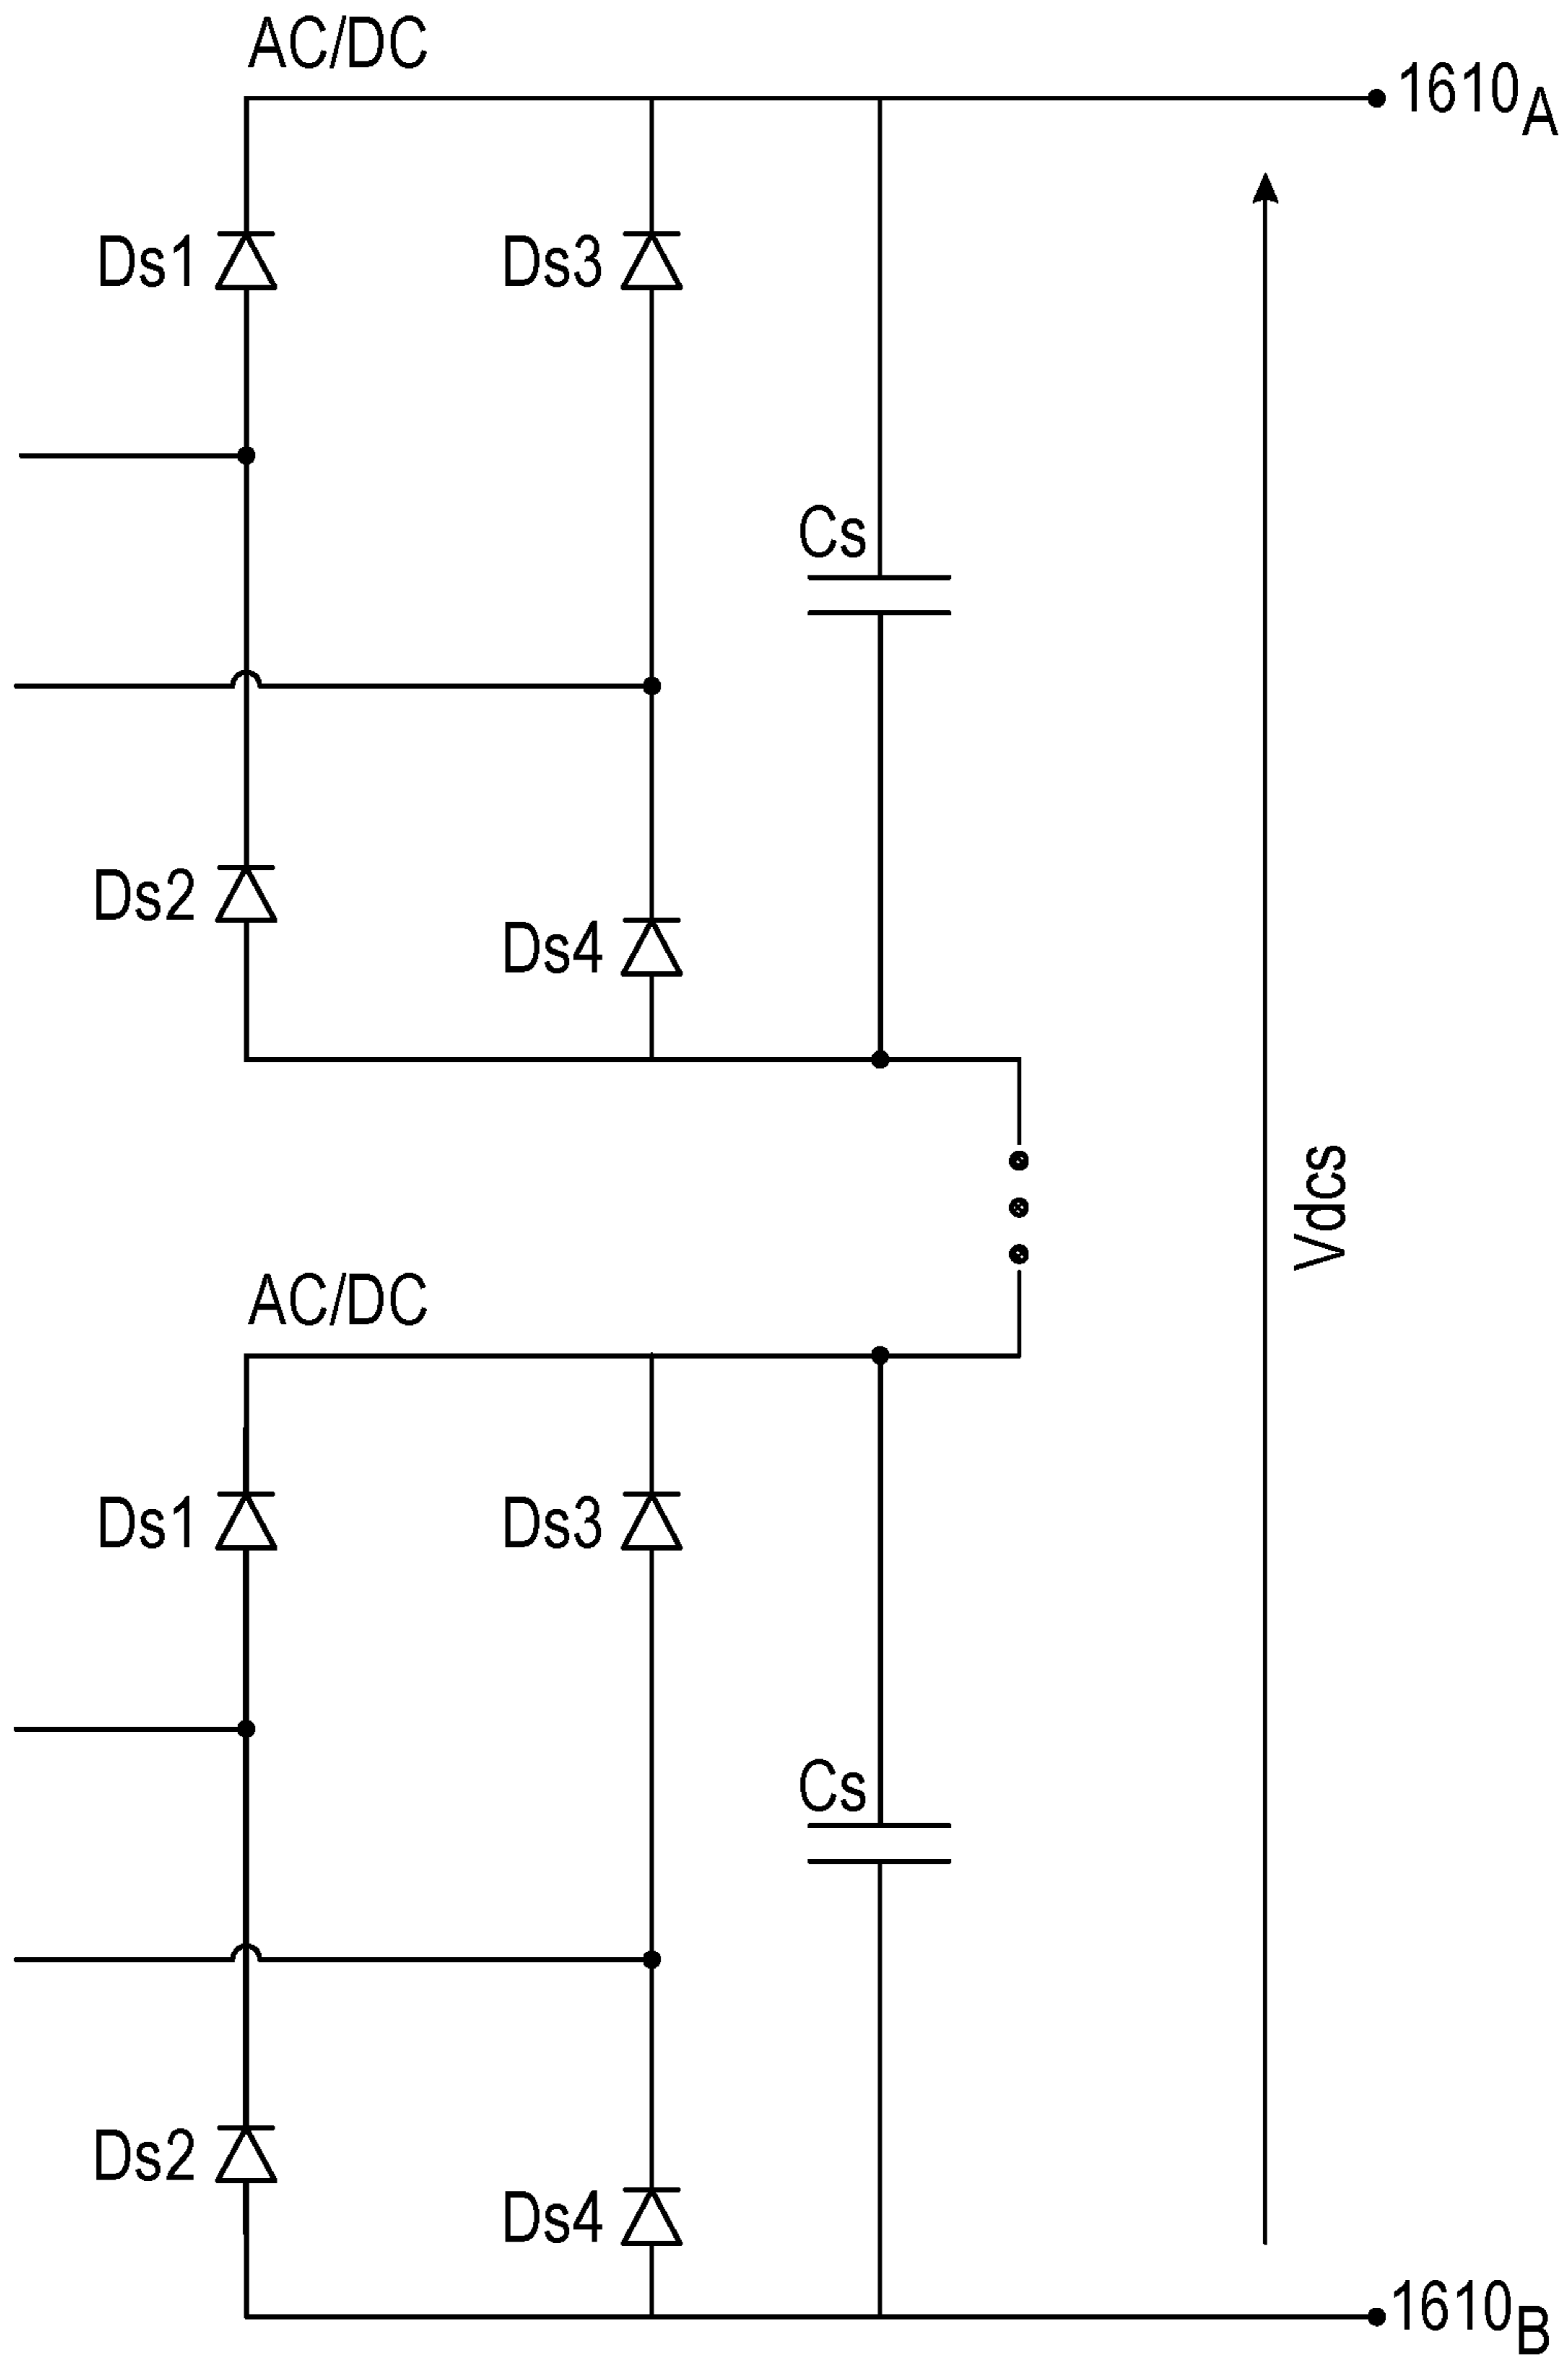 AC/DC
1610A
Ds1
Ds3
Cs
Ds2
Ds4
Vdcs
AC/DC
Ds1
Ds3
Cs
Ds2
Ds4
1610B